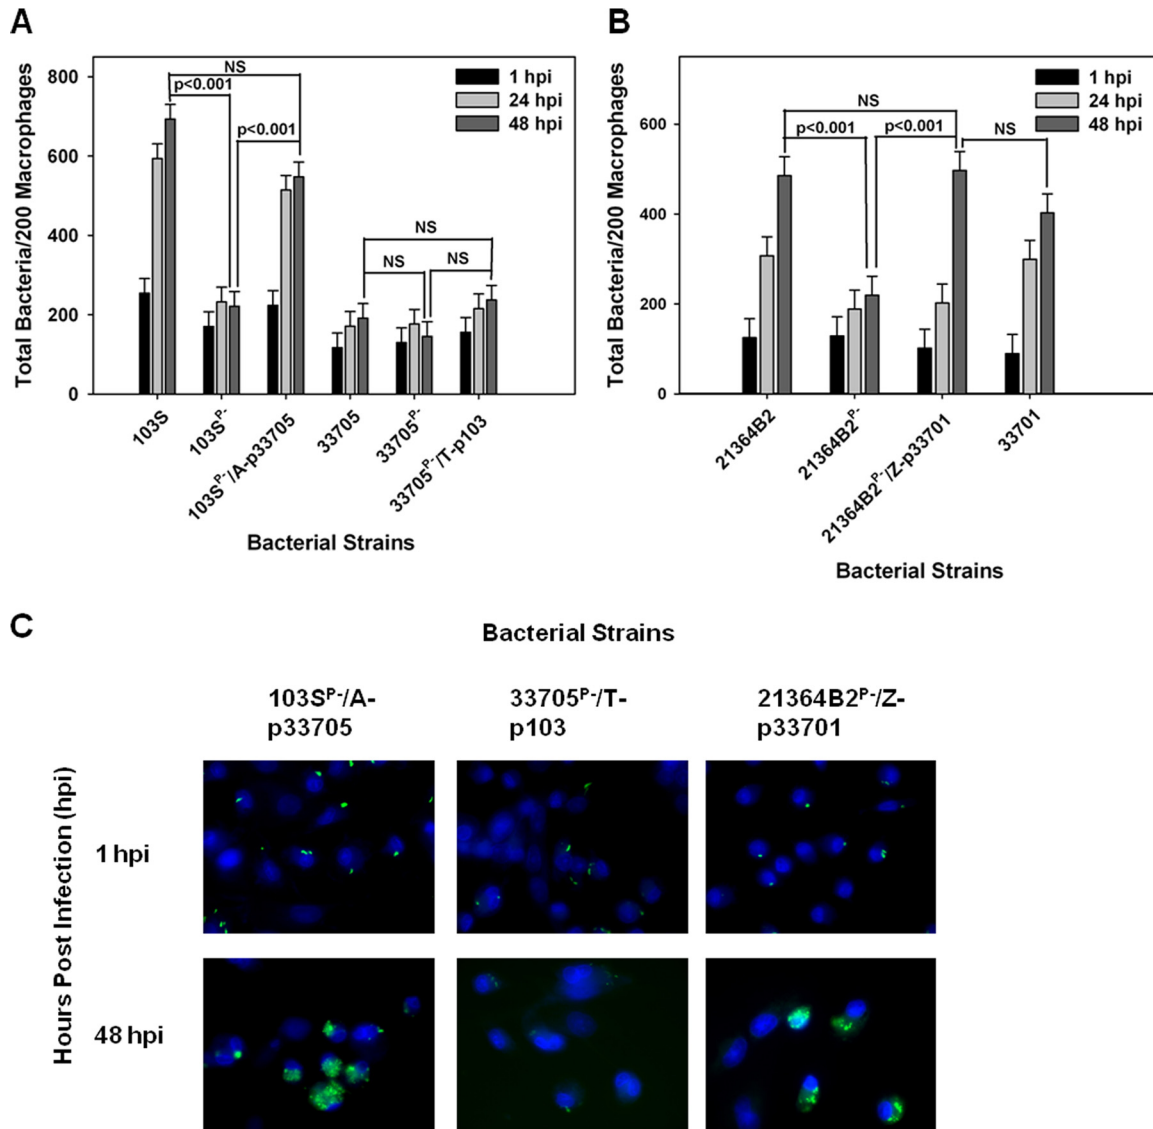 A
Total Bacteria/200 Macrophages
800
600
400
200
0
1 hpi
24 hpi
48 hpi
NS
p<0.001
p<0.001
NS
NS
NS
103S
103S^P-
103S^P-/A-p33705
33705
33705^P-
33705^P-/T-p103
Bacterial Strains
B
Total Bacteria/200 Macrophages
600
400
200
0
1 hpi
24 hpi
48 hpi
NS
p<0.001
p<0.001
NS
21364B2
21364B2^P-
21364B2^P-/Z-p33701
33701
Bacterial Strains
C
Bacterial Strains
103S^P-/A-
p33705
33705^P-/T-
p103
21364B2^P-/Z-
p33701
Hours Post Infection (hpi)
1 hpi
48 hpi